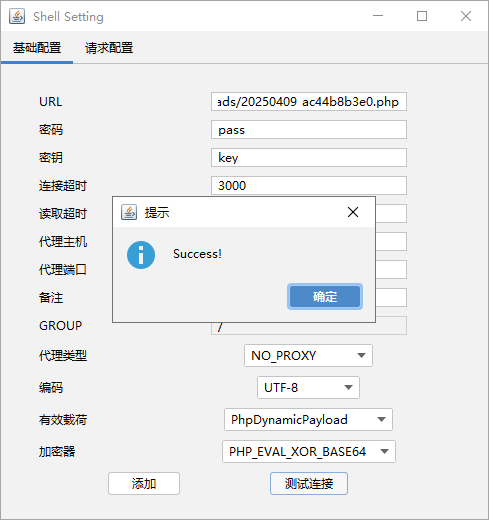 Shell Setting
基础配置 请求配置
URL ads/20250409_ac44b8b3e0.php
密码 pass
密钥 key
连接超时 3000
读取超时
提示
代理主机
Success!
代理端口
备注
确定
GROUP /
代理类型 NO_PROXY
编码 UTF-8
有效载荷 PhpDynamicPayload
加密器 PHP_EVAL_XOR_BASE64
添加 测试连接